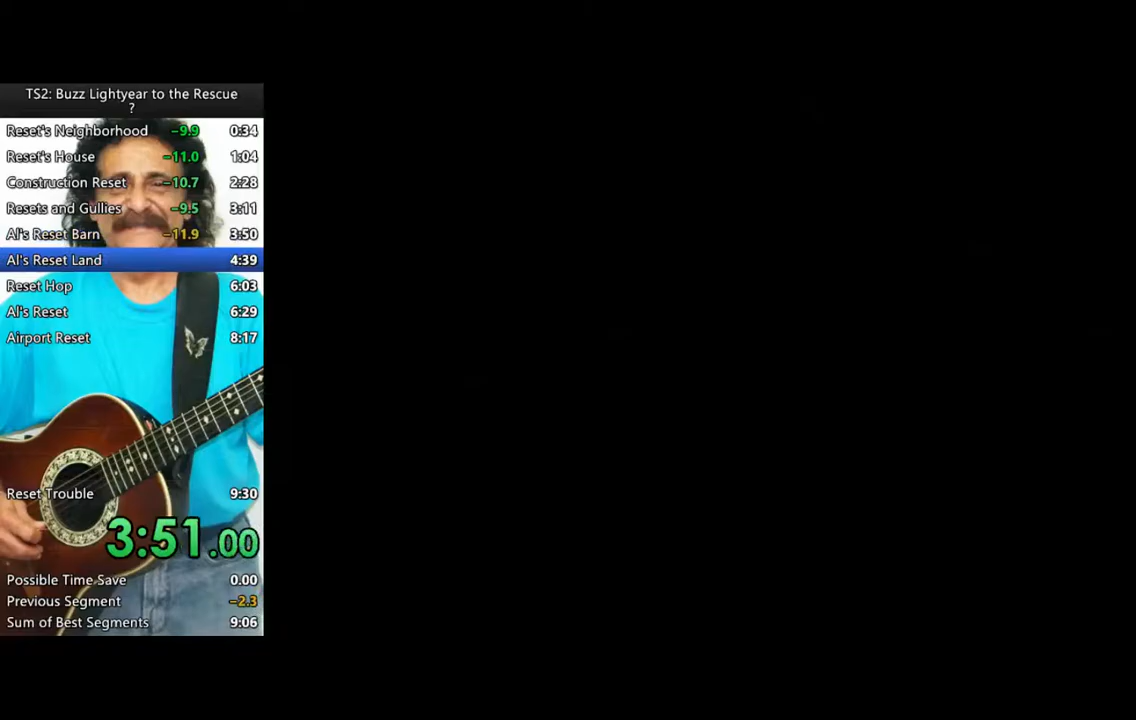 TS2: Buzz Lightyear to the Rescue
?
Reset's Neighborhood −9.9 0:34
Reset's House −11.0 1:04
Construction Reset −10.7 2:28
Resets and Gullies −9.5 3:11
Al's Reset Barn −11.9 3:50
Al's Reset Land 4:39
Reset Hop 6:03
Al's Reset 6:29
Airport Reset 8:17
Reset Trouble 9:30
3:51.00
Possible Time Save 0.00
Previous Segment −2.3
Sum of Best Segments 9:06